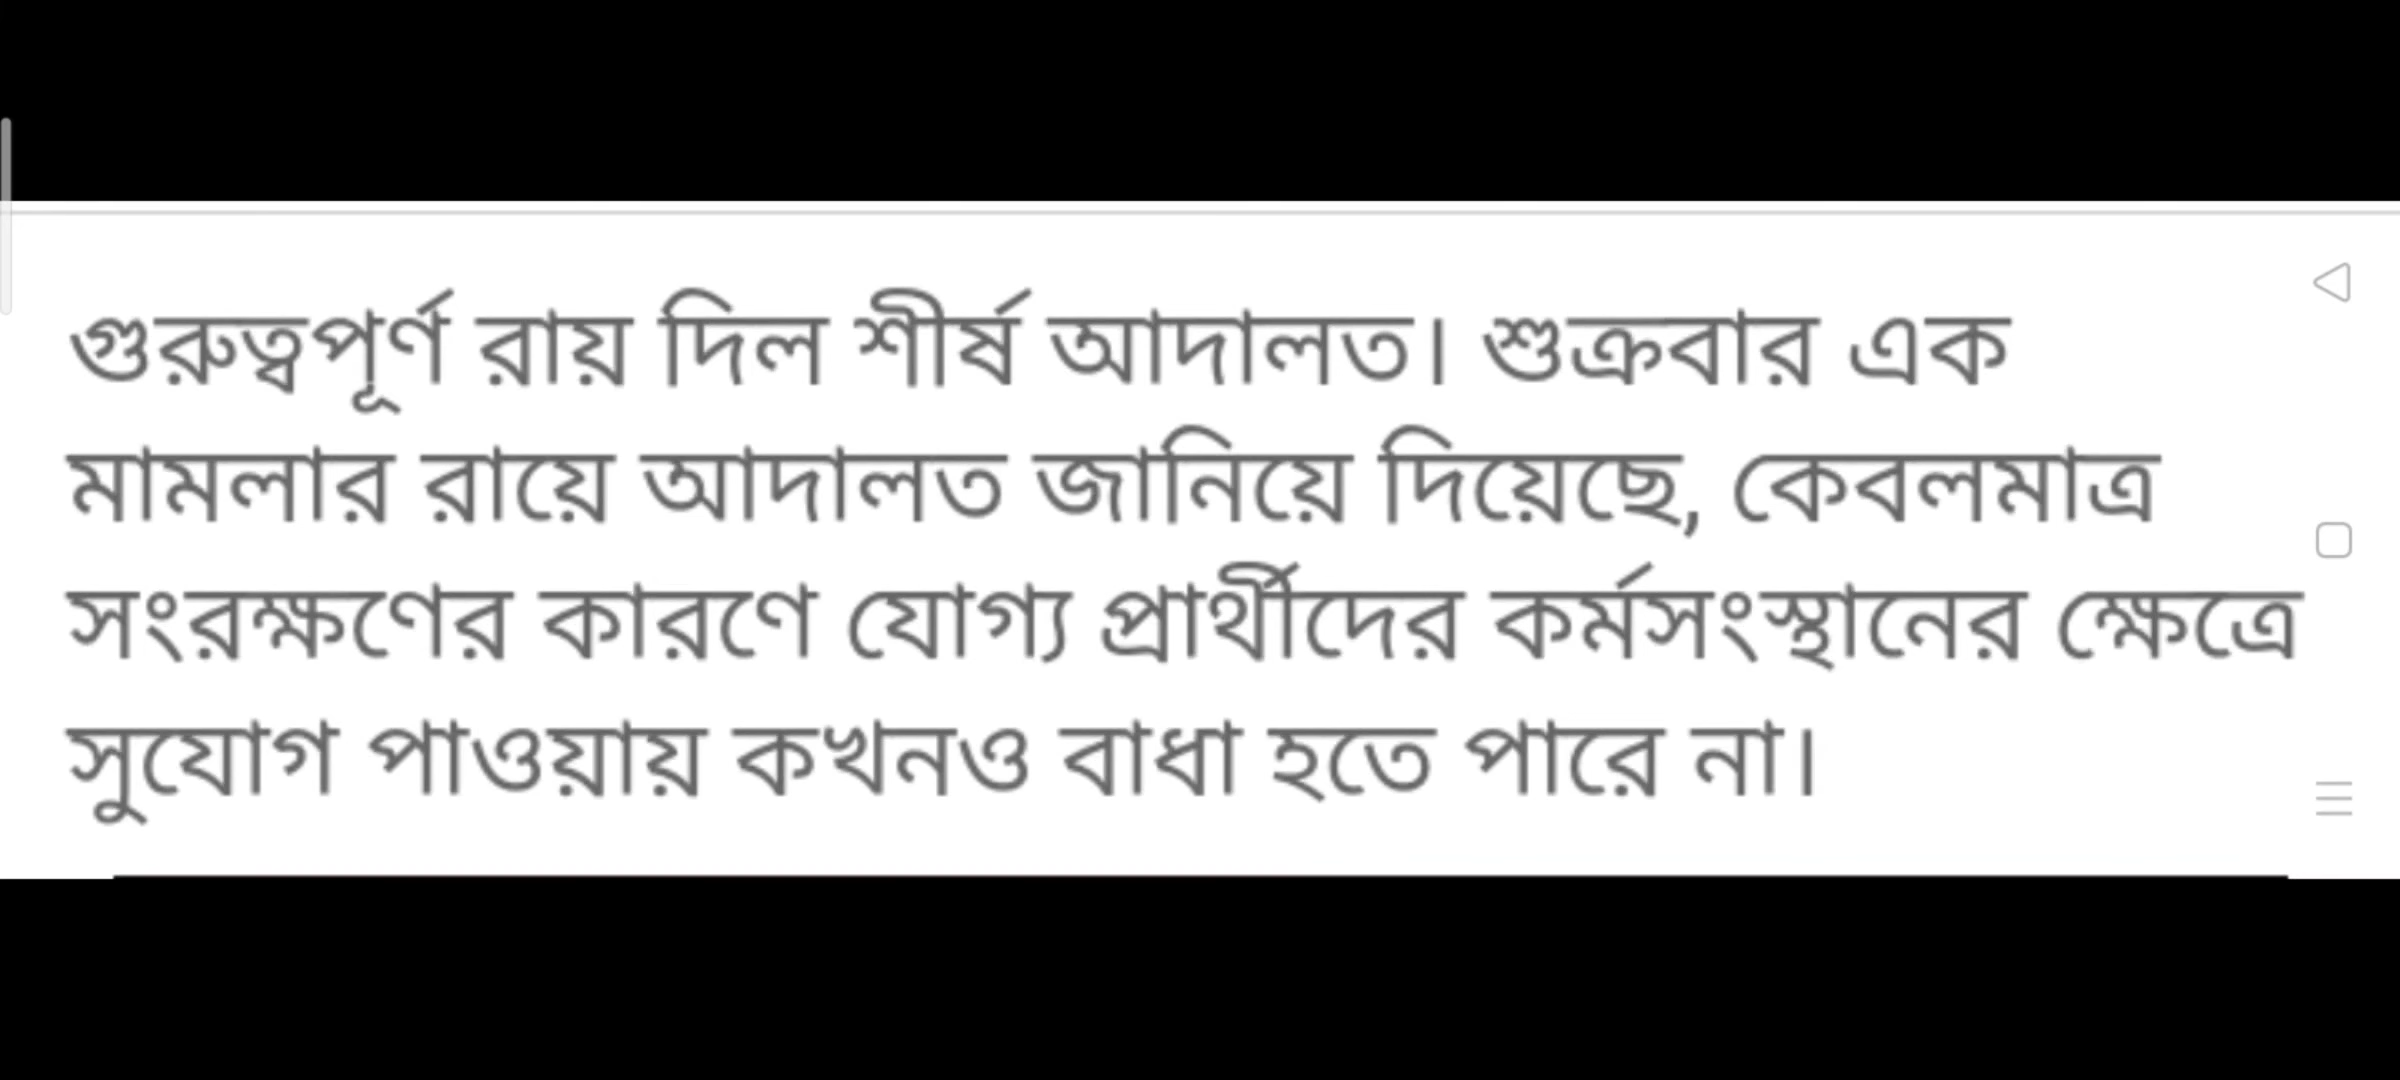 গুরুত্বপূর্ণ রায় দিল শীর্ষ আদালত। শুক্রবার এক
মামলার রায়ে আদালত জানিয়ে দিয়েছে, কেবলমাত্র
সংরক্ষণের কারণে যোগ্য প্রার্থীদের কর্মসংস্থানের ক্ষেত্রে
সুযোগ পাওয়ায় কখনও বাধা হতে পারে না।